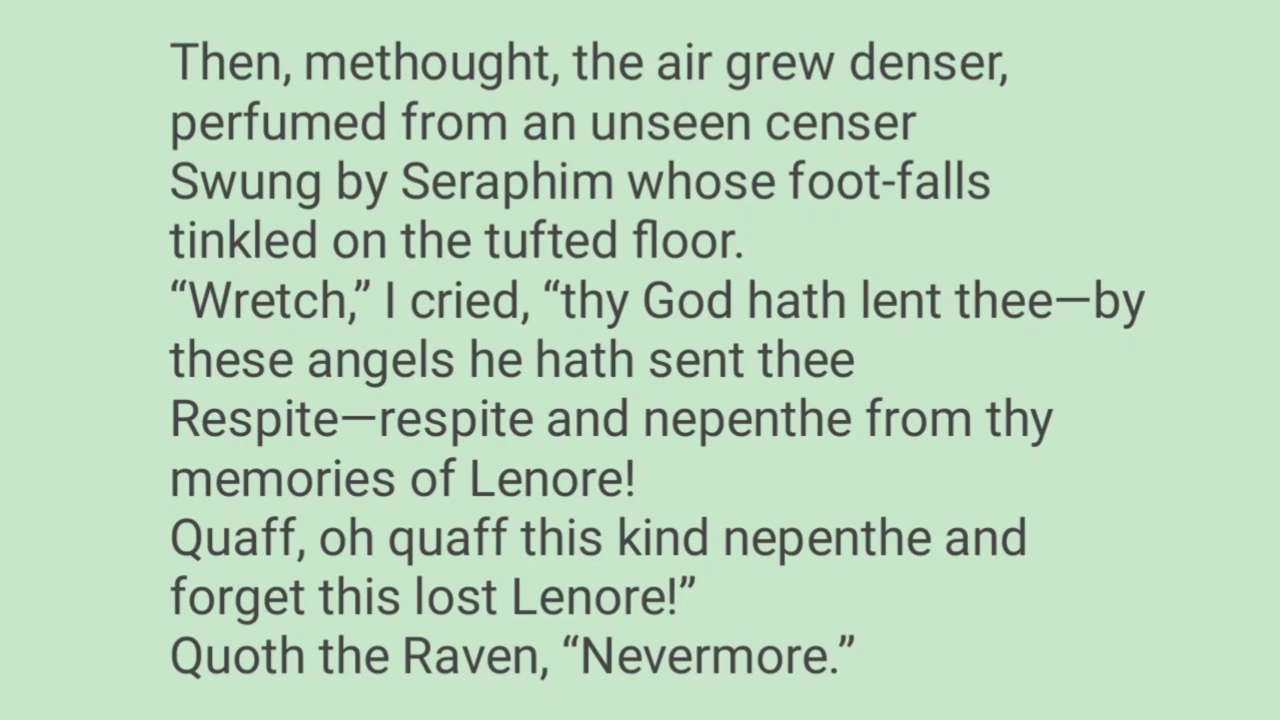 Then, methought, the air grew denser,
perfumed from an unseen censer
Swung by Seraphim whose foot-falls
tinkled on the tufted floor.
“Wretch,” I cried, “thy God hath lent thee—by
these angels he hath sent thee
Respite—respite and nepenthe from thy
memories of Lenore!
Quaff, oh quaff this kind nepenthe and
forget this lost Lenore!”
Quoth the Raven, “Nevermore.”